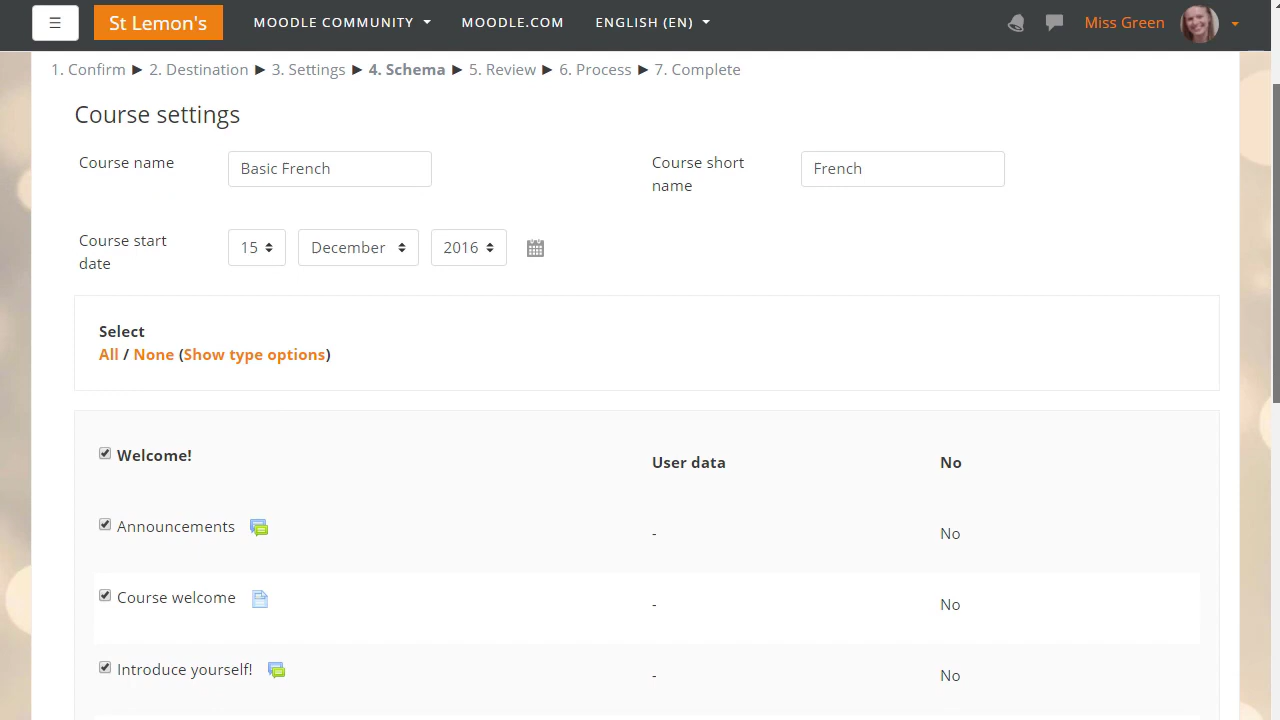 ☰ St Lemon's MOODLE COMMUNITY MOODLE.COM ENGLISH (EN) Miss Green
1. Confirm ► 2. Destination ► 3. Settings ► 4. Schema ► 5. Review ► 6. Process ► 7. Complete
Course settings
Course name Basic French
Course short name French
Course start date 15 December 2016
Select
All / None (Show type options)
Welcome! User data No
Announcements - No
Course welcome - No
Introduce yourself! - No